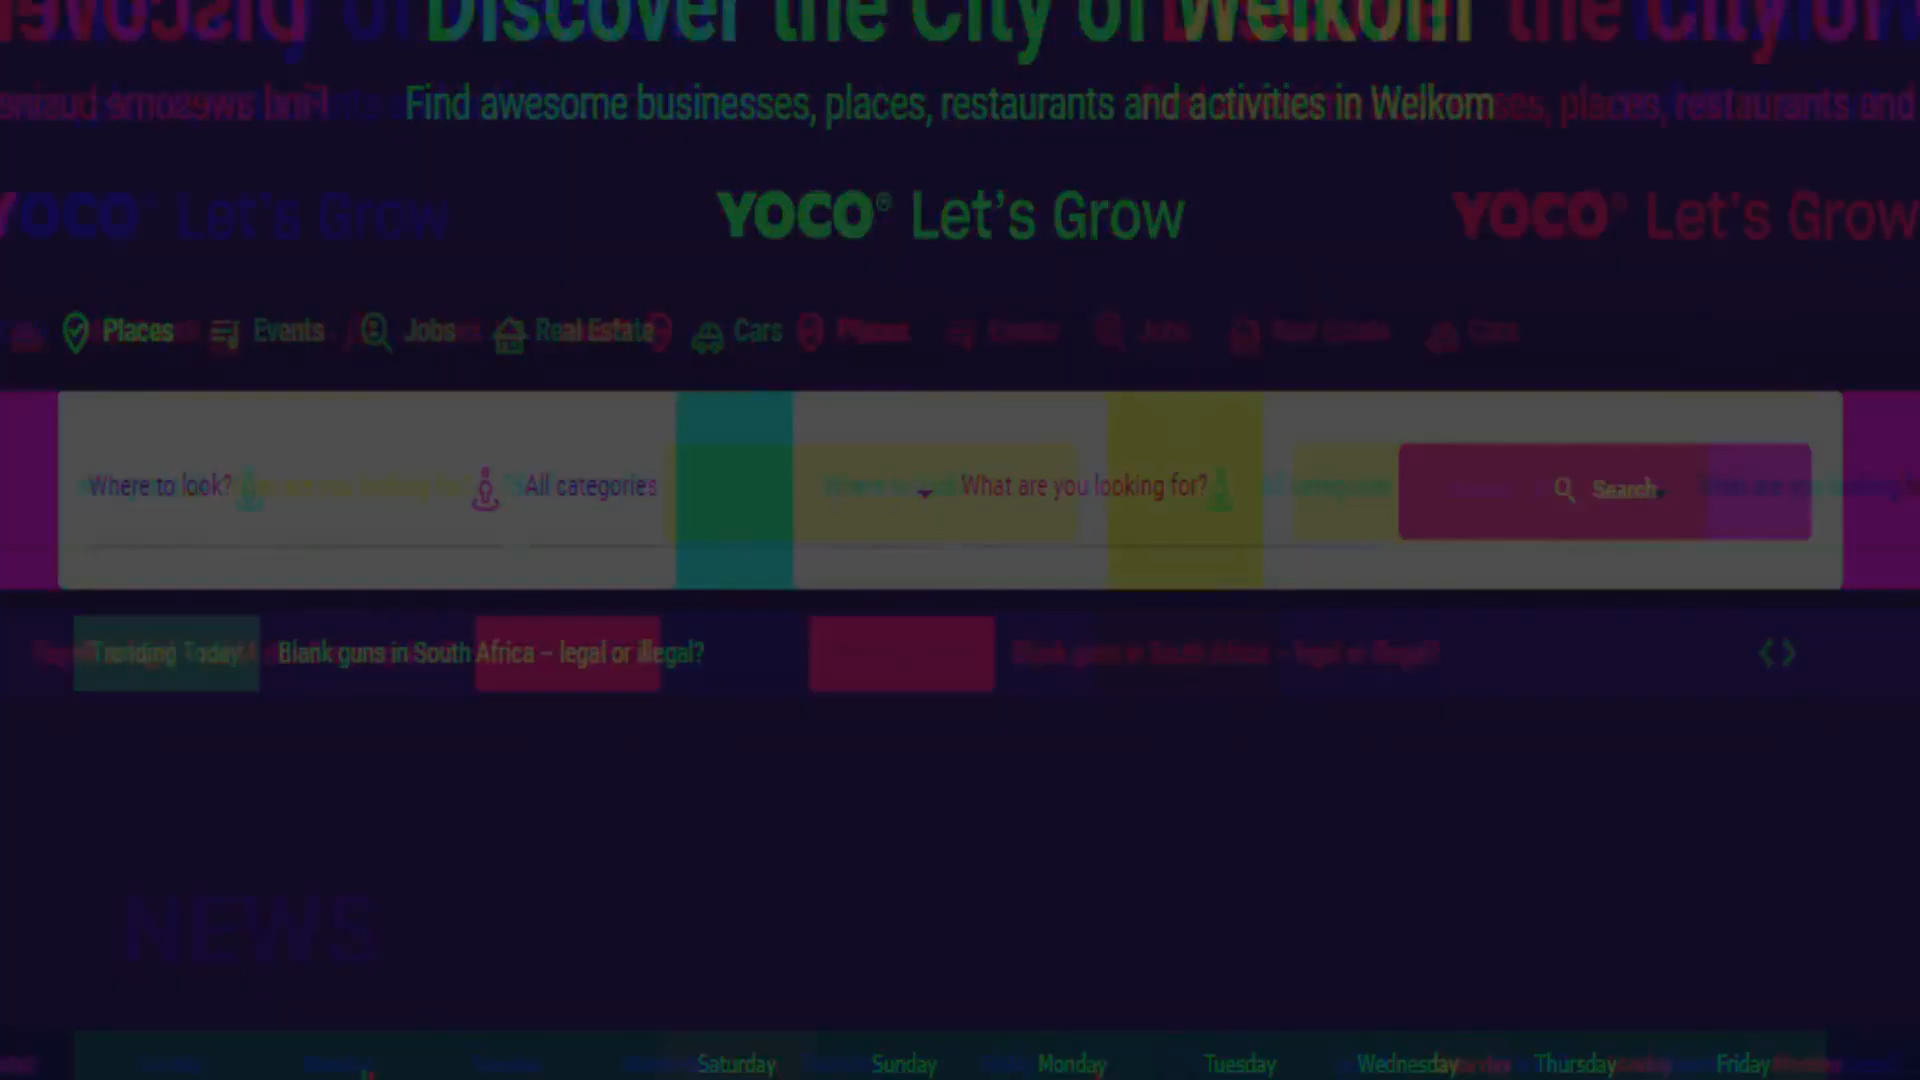 Discover the City of Welkom
Find awesome businesses, places, restaurants and activities in Welkom
YOCO® Let's Grow
Places Events Jobs Real Estate Cars
Where to look? All categories What are you looking for? Search
Trending Today Blank guns in South Africa – legal or illegal?
NEWS
Saturday Sunday Monday Tuesday Wednesday Thursday Friday